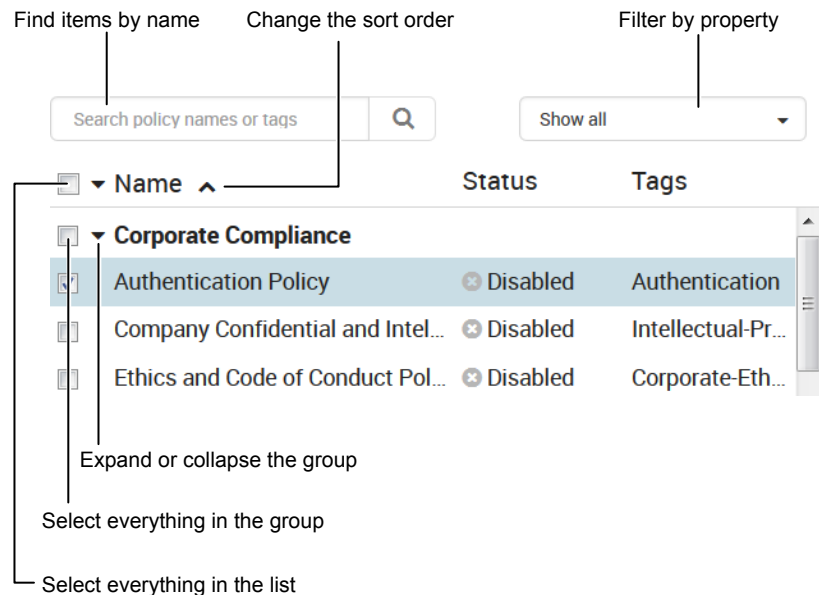 Find items by name Change the sort order Filter by property
Search policy names or tags Show all
Name Status Tags
Corporate Compliance
Authentication Policy Disabled Authentication
Company Confidential and Intel... Disabled Intellectual-Pr...
Ethics and Code of Conduct Pol... Disabled Corporate-Eth...
Expand or collapse the group
Select everything in the group
Select everything in the list